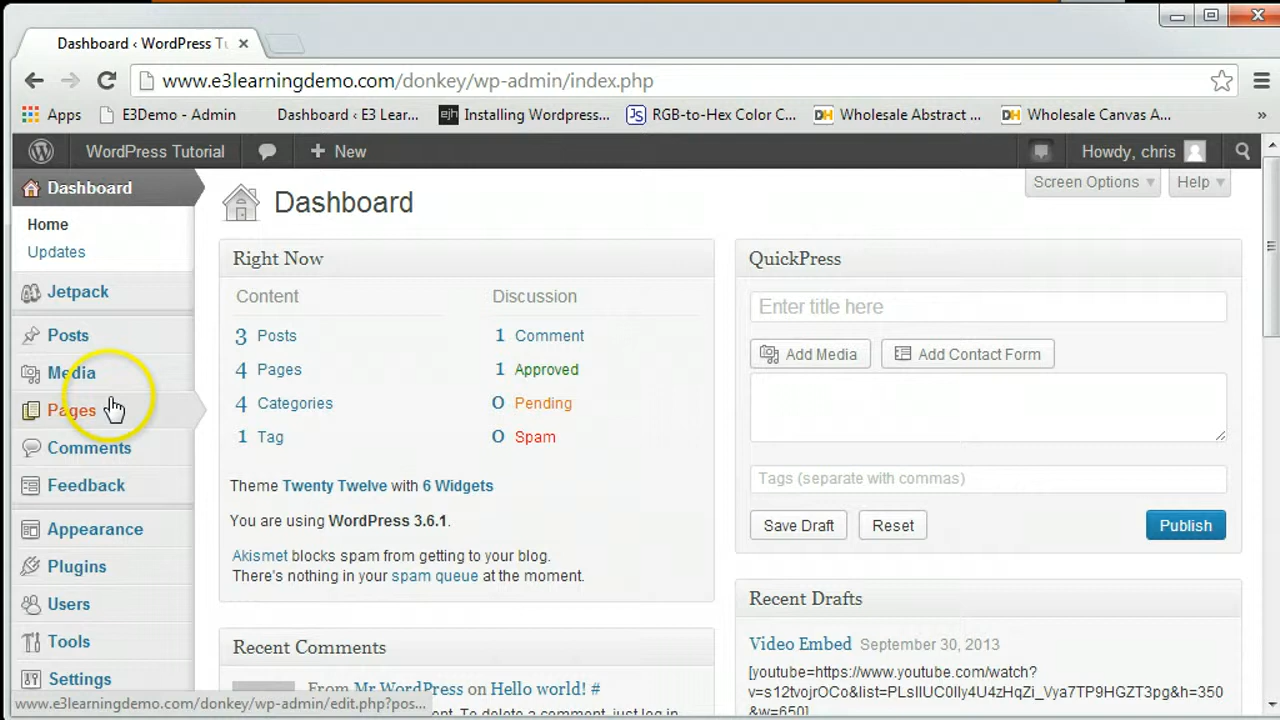 Dashboard ‹ WordPress Tu
www.e3learningdemo.com/donkey/wp-admin/index.php
Apps E3Demo - Admin Dashboard ‹ E3 Lear... ejh Installing Wordpress... JS RGB-to-Hex Color C... DH Wholesale Abstract ... DH Wholesale Canvas A... »
WordPress Tutorial + New Howdy, chris
Dashboard
Screen Options Help
Home
Updates
Jetpack
Posts
Media
Pages
Comments
Feedback
Appearance
Plugins
Users
Tools
Settings
Dashboard
Right Now
Content Discussion
3 Posts 1 Comment
4 Pages 1 Approved
4 Categories 0 Pending
1 Tag 0 Spam
Theme Twenty Twelve with 6 Widgets
You are using WordPress 3.6.1.
Akismet blocks spam from getting to your blog.
There's nothing in your spam queue at the moment.
Recent Comments
From Mr WordPress on Hello world! #
QuickPress
Enter title here
Add Media Add Contact Form
Tags (separate with commas)
Save Draft Reset Publish
Recent Drafts
Video Embed September 30, 2013
[youtube=https://www.youtube.com/watch?
&w=650]
www.e3learningdemo.com/donkey/wp-admin/edit.php?pos...